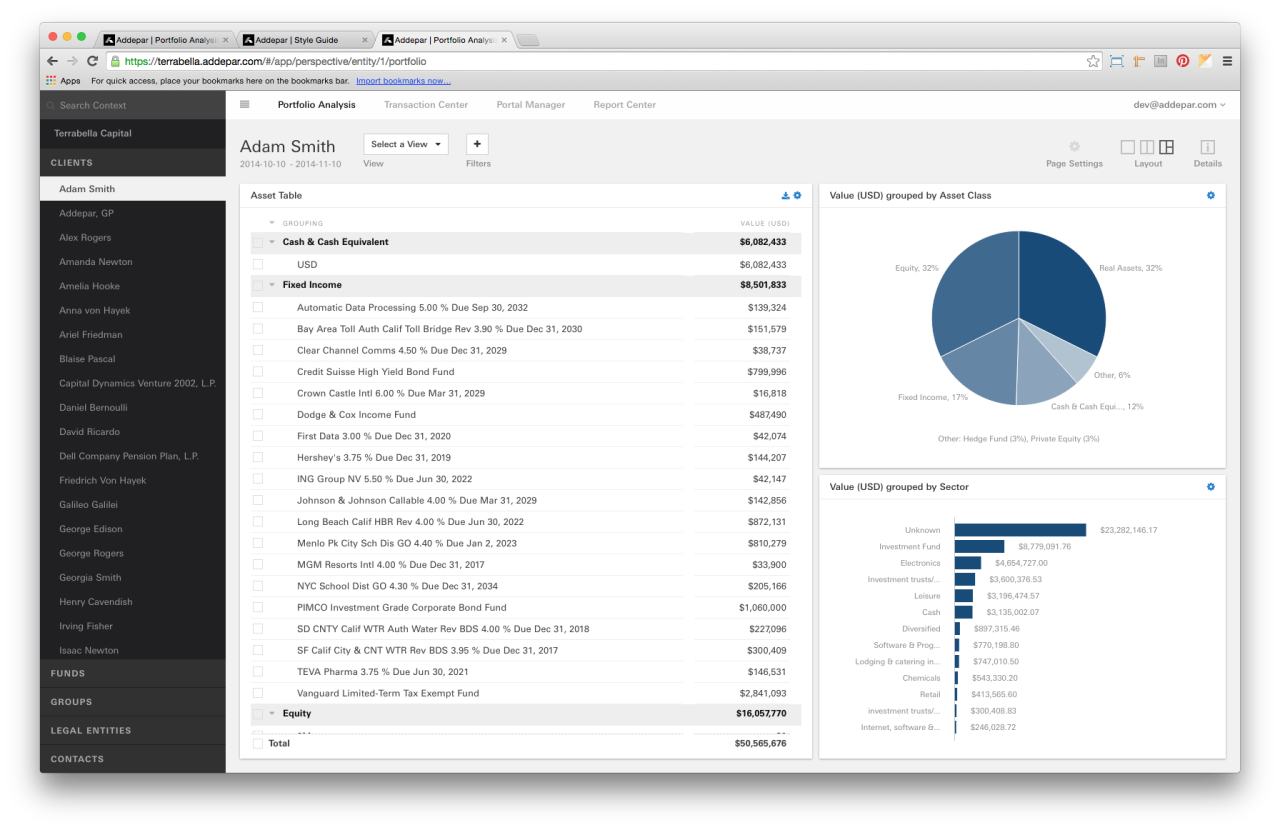 Addepar | Portfolio Analysis
Addepar | Style Guide
Addepar | Portfolio Analysis
https://terrabella.addepar.com/#/app/perspective/entity/1/portfolio
Apps For quick access, place your bookmarks here on the bookmarks bar. Import bookmarks now...
Search Context
Terrabella Capital
CLIENTS
Adam Smith
Addepar, GP
Alex Rogers
Amanda Newton
Amelia Hooke
Anna von Hayek
Ariel Friedman
Blaise Pascal
Capital Dynamics Venture 2002, L.P.
Daniel Bernoulli
David Ricardo
Dell Company Pension Plan, L.P.
Friedrich Von Hayek
Galileo Galilei
George Edison
George Rogers
Georgia Smith
Henry Cavendish
Irving Fisher
Isaac Newton
FUNDS
GROUPS
LEGAL ENTITIES
CONTACTS
Portfolio Analysis Transaction Center Portal Manager Report Center dev@addepar.com
Adam Smith
2014-10-10 - 2014-11-10
Select a View
View
+
Filters
Page Settings
Layout
Details
Asset Table
GROUPING VALUE (USD)
Cash & Cash Equivalent $6,082,433
USD $6,082,433
Fixed Income $8,501,833
Automatic Data Processing 5.00 % Due Sep 30, 2032 $139,324
Bay Area Toll Auth Calif Toll Bridge Rev 3.90 % Due Dec 31, 2030 $151,579
Clear Channel Comms 4.50 % Due Dec 31, 2029 $38,737
Credit Suisse High Yield Bond Fund $799,996
Crown Castle Intl 6.00 % Due Mar 31, 2029 $16,818
Dodge & Cox Income Fund $487,490
First Data 3.00 % Due Dec 31, 2020 $42,074
Hershey's 3.75 % Due Dec 31, 2019 $144,207
ING Group NV 5.50 % Due Jun 30, 2022 $42,147
Johnson & Johnson Callable 4.00 % Due Mar 31, 2029 $142,856
Long Beach Calif HBR Rev 4.00 % Due Jun 30, 2022 $872,131
Menlo Pk City Sch Dis GO 4.40 % Due Jan 2, 2023 $810,279
MGM Resorts Intl 4.00 % Due Dec 31, 2017 $33,900
NYC School Dist GO 4.30 % Due Dec 31, 2034 $205,166
PIMCO Investment Grade Corporate Bond Fund $1,060,000
SD CNTY Calif WTR Auth Water Rev BDS 4.00 % Due Dec 31, 2018 $227,096
SF Calif City & CNT WTR Rev BDS 3.95 % Due Dec 31, 2017 $300,409
TEVA Pharma 3.75 % Due Jun 30, 2021 $146,531
Vanguard Limited-Term Tax Exempt Fund $2,841,093
Equity $16,057,770
Total $50,565,676
Value (USD) grouped by Asset Class
Equity, 32%
Real Assets, 32%
Other, 6%
Fixed Income, 17%
Cash & Cash Equi..., 12%
Other: Hedge Fund (3%), Private Equity (3%)
Value (USD) grouped by Sector
Unknown $23,282,146.17
Investment Fund $8,779,091.76
Electronics $4,654,727.00
Investment trusts/... $3,600,376.53
Leisure $3,196,474.57
Cash $3,135,002.07
Diversified $897,315.46
Software & Prog... $770,198.80
Lodging & catering in... $747,010.50
Chemicals $543,330.20
Retail $413,565.60
investment trusts/... $300,408.83
Internet, software &... $246,028.72